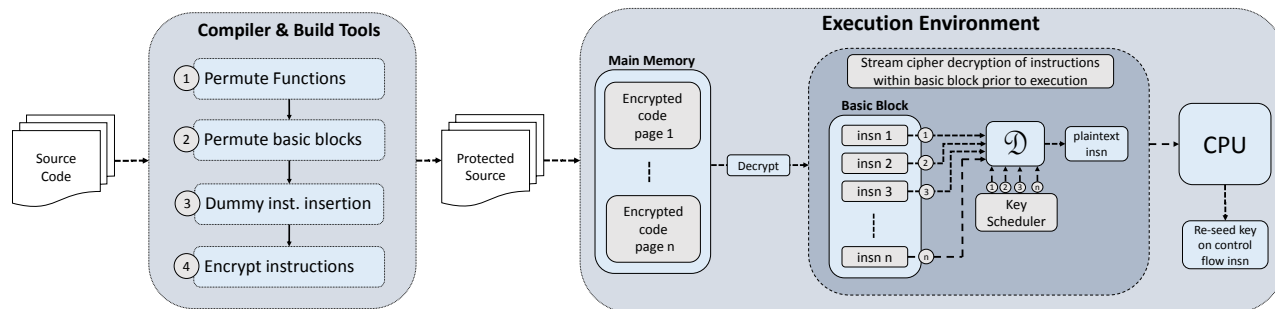 Compiler & Build Tools
1 Permute Functions
2 Permute basic blocks
3 Dummy inst. insertion
4 Encrypt instructions
Source
Code
Protected
Source
Execution Environment
Main Memory
Encrypted
code
page 1
Encrypted
code
page n
Decrypt
Stream cipher decryption of instructions
within basic block prior to execution
Basic Block
insn 1
1
insn 2
2
insn 3
3
insn n
n
𝔇
1 2 3 n
Key
Scheduler
plaintext
insn
CPU
Re-seed key
on control
flow insn